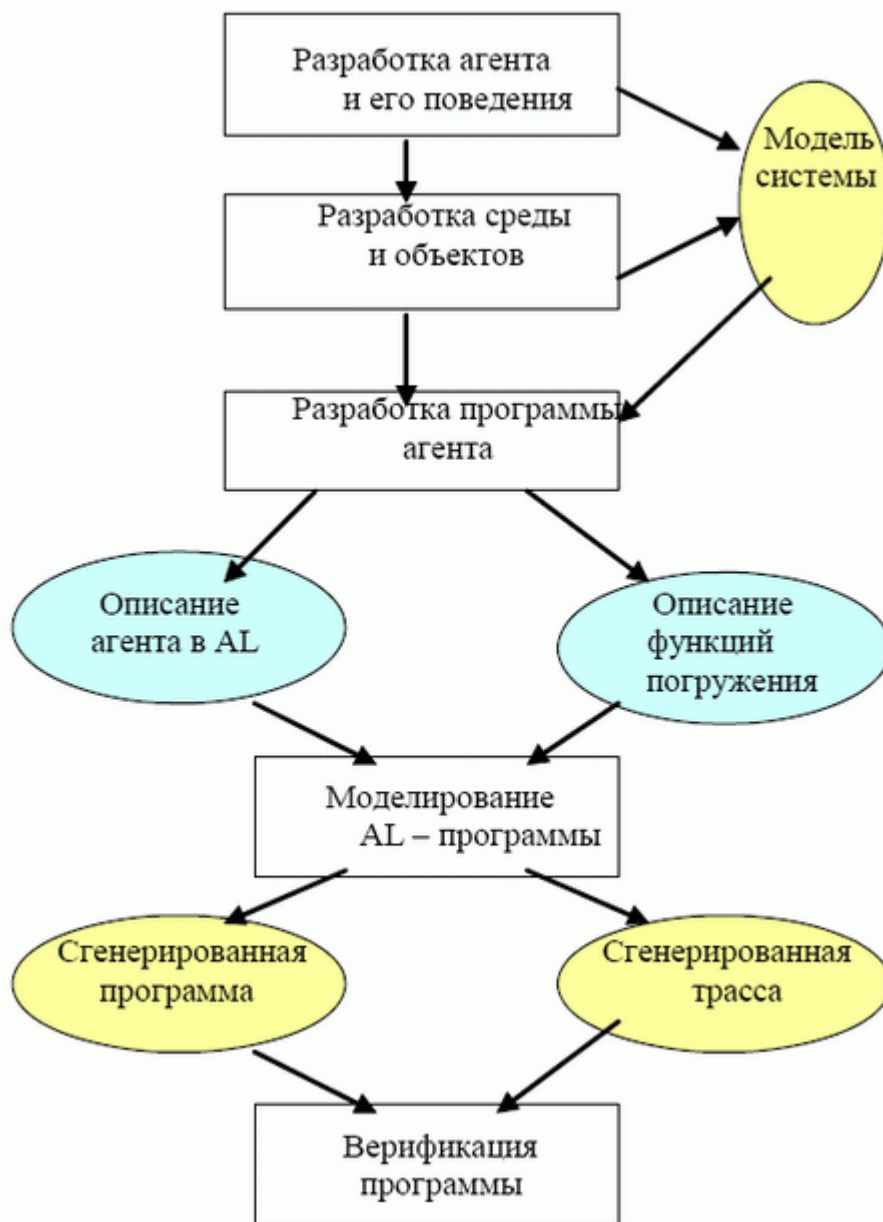 Разработка агента
и его поведения
Модель
системы
Разработка среды
и объектов
Разработка программы
агента
Описание
агента в AL
Описание
функций
погружения
Моделирование
AL – программы
Сгенерированная
программа
Сгенерированная
трасса
Верификация
программы